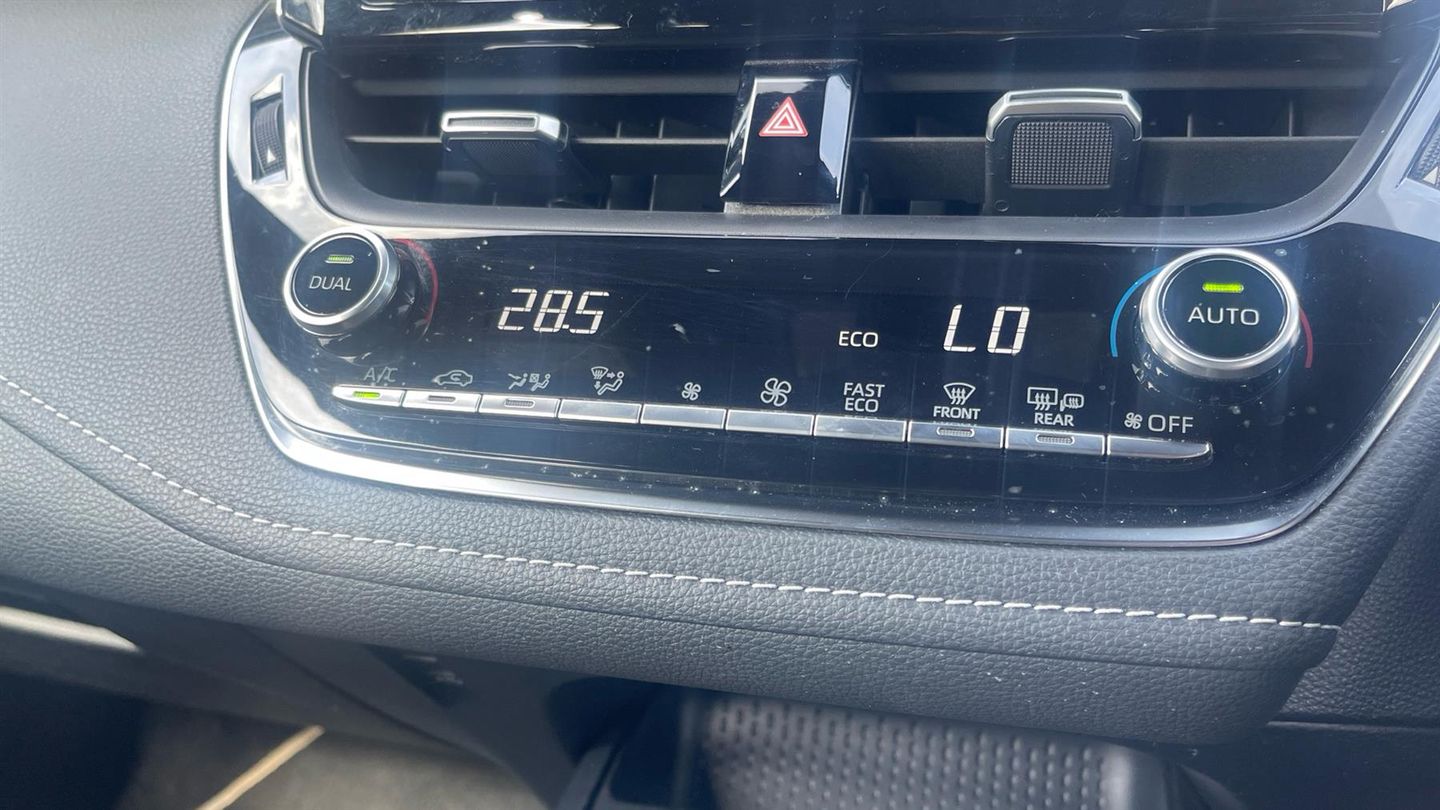 DUAL
28.5
ECO
LO
AUTO
A/C
FAST
ECO
FRONT
REAR
OFF